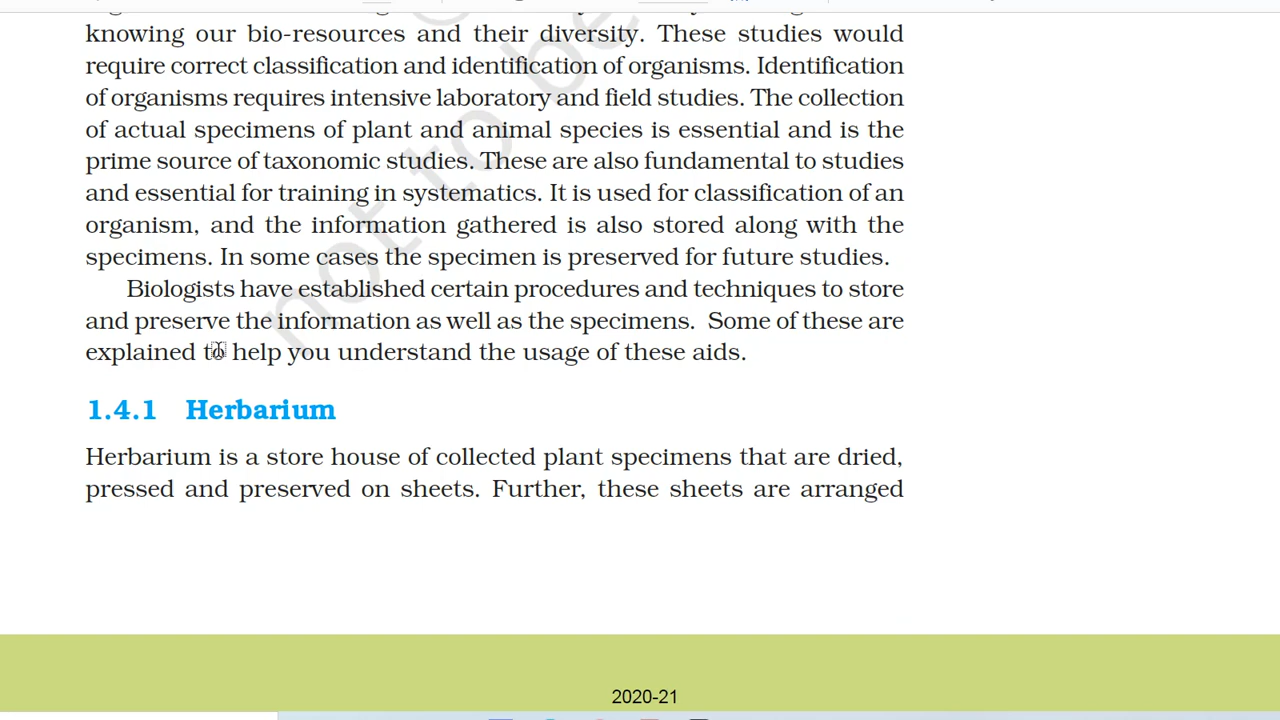 knowing our bio-resources and their diversity. These studies would
require correct classification and identification of organisms. Identification
of organisms requires intensive laboratory and field studies. The collection
of actual specimens of plant and animal species is essential and is the
prime source of taxonomic studies. These are also fundamental to studies
and essential for training in systematics. It is used for classification of an
organism, and the information gathered is also stored along with the
specimens. In some cases the specimen is preserved for future studies.
Biologists have established certain procedures and techniques to store
and preserve the information as well as the specimens. Some of these are
explained to help you understand the usage of these aids.
1.4.1 Herbarium
Herbarium is a store house of collected plant specimens that are dried,
pressed and preserved on sheets. Further, these sheets are arranged
not to be
2020-21